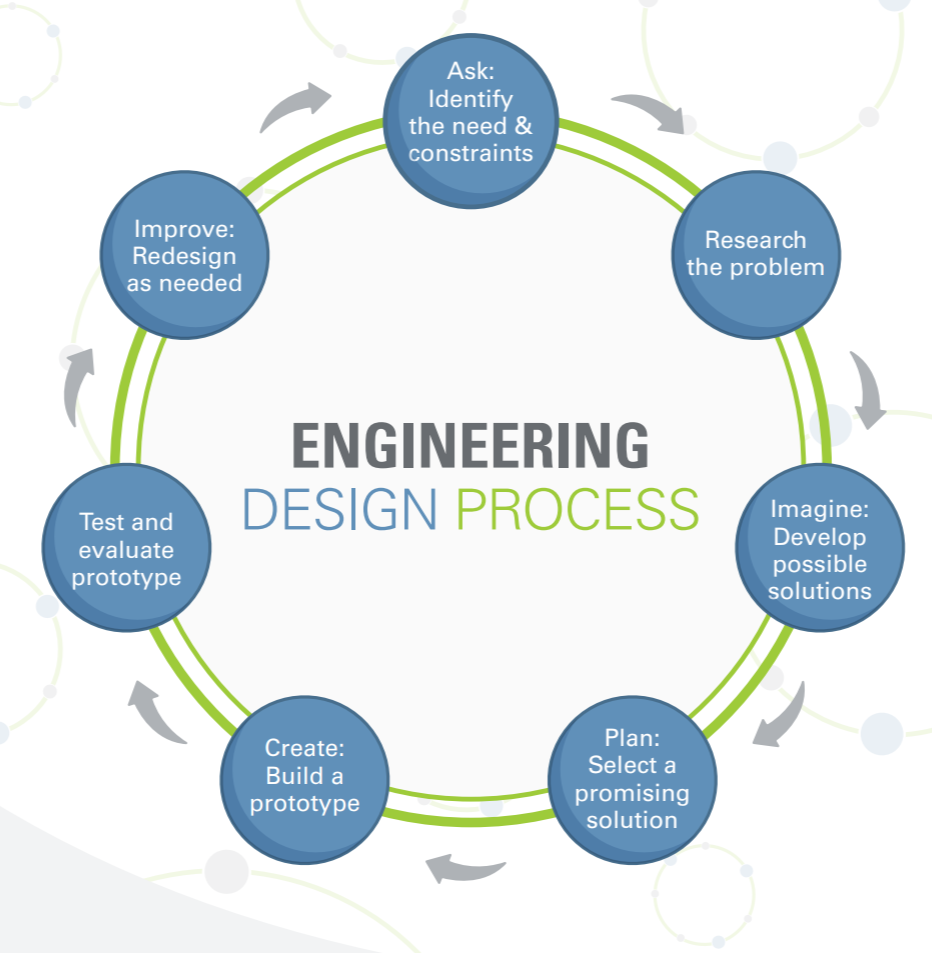 Ask:
Identify
the need &
constraints
Research
the problem
Imagine:
Develop
possible
solutions
Plan:
Select a
promising
solution
Create:
Build a
prototype
Test and
evaluate
prototype
Improve:
Redesign
as needed
ENGINEERING
DESIGN PROCESS